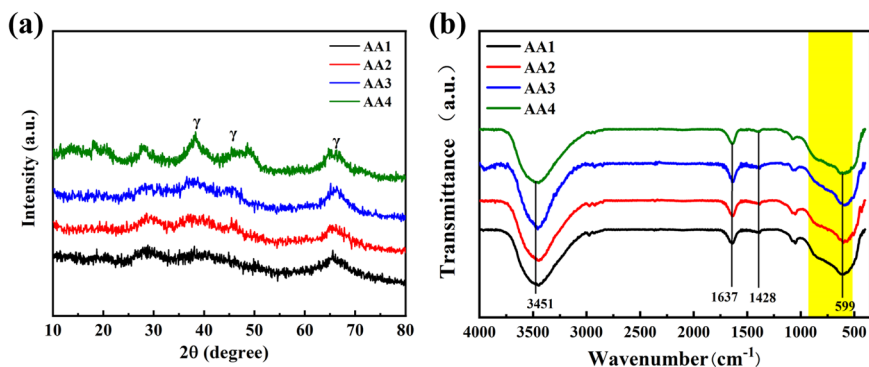 (a)
AA1
AA2
AA3
AA4
γ
γ
γ
Intensity (a.u.)
10 20 30 40 50 60 70 80
2θ (degree)
(b)
AA1
AA2
AA3
AA4
Transmittance (a.u.)
3451
1637
1428
599
4000 3500 3000 2500 2000 1500 1000 500
Wavenumber(cm⁻¹)